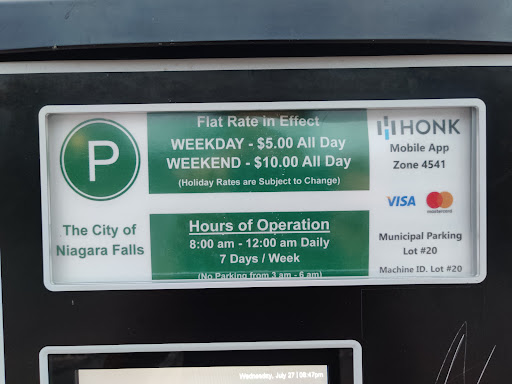 P
The City of
Niagara Falls
Flat Rate in Effect
WEEKDAY - $5.00 All Day
WEEKEND - $10.00 All Day
(Holiday Rates are Subject to Change)
Hours of Operation
8:00 am - 12:00 am Daily
7 Days / Week
(No Parking from 3 am - 6 am)
HONK
Mobile App
Zone 4541
VISA
mastercard
Municipal Parking
Lot #20
Machine ID. Lot #20
Wednesday, July 27 | 08:47pm